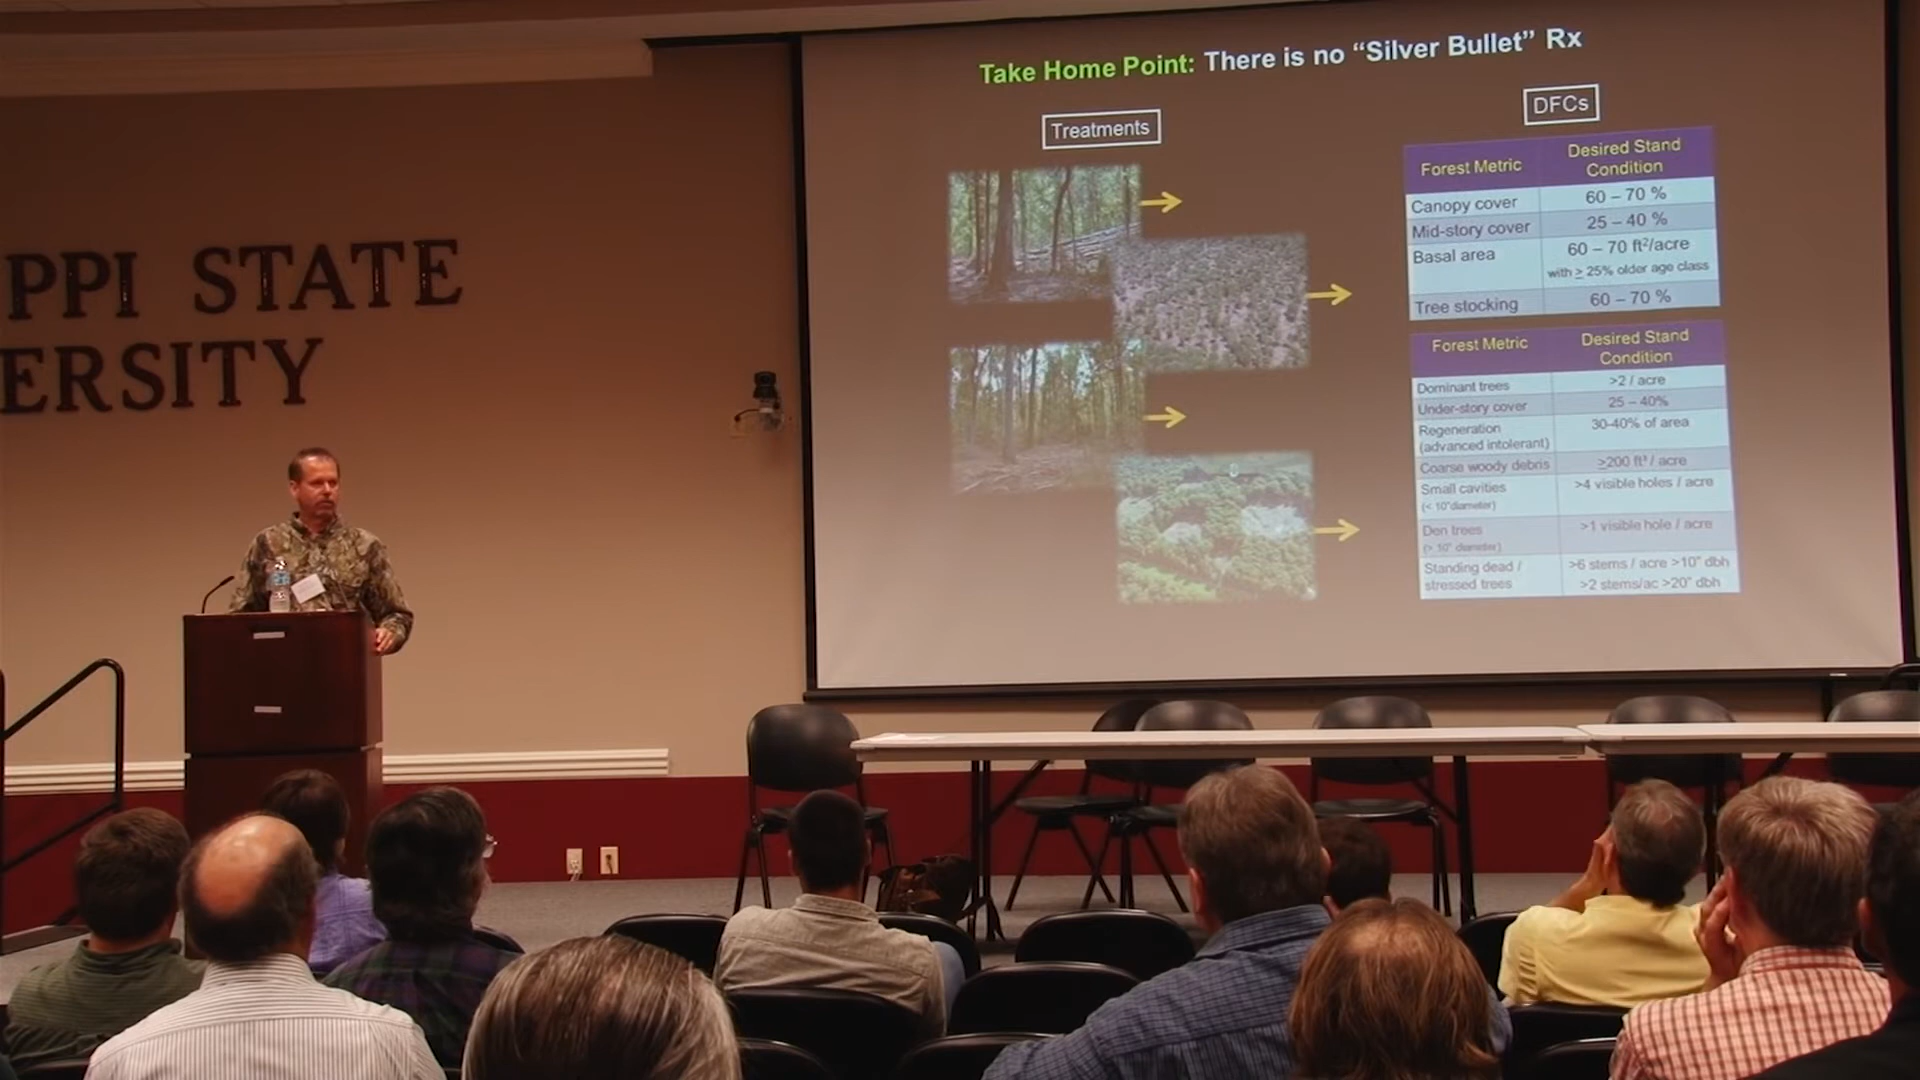 PPI STATE
ERSITY
Take Home Point: There is no “Silver Bullet” Rx
Treatments
DFCs
Forest Metric Desired Stand Condition
Canopy cover 60 – 70 %
Mid-story cover 25 – 40 %
Basal area 60 – 70 ft²/acre
with ≥ 25% older age class
Tree stocking 60 – 70 %
Forest Metric Desired Stand Condition
Dominant trees >2 / acre
Under-story cover 25 – 40%
Regeneration (advanced intolerant) 30-40% of area
Coarse woody debris ≥200 ft³ / acre
Small cavities (< 10" diameter) >4 visible holes / acre
Den trees (> 10" diameter) >1 visible hole / acre
Standing dead / stressed trees >6 stems / acre >10" dbh
>2 stems/ac >20" dbh